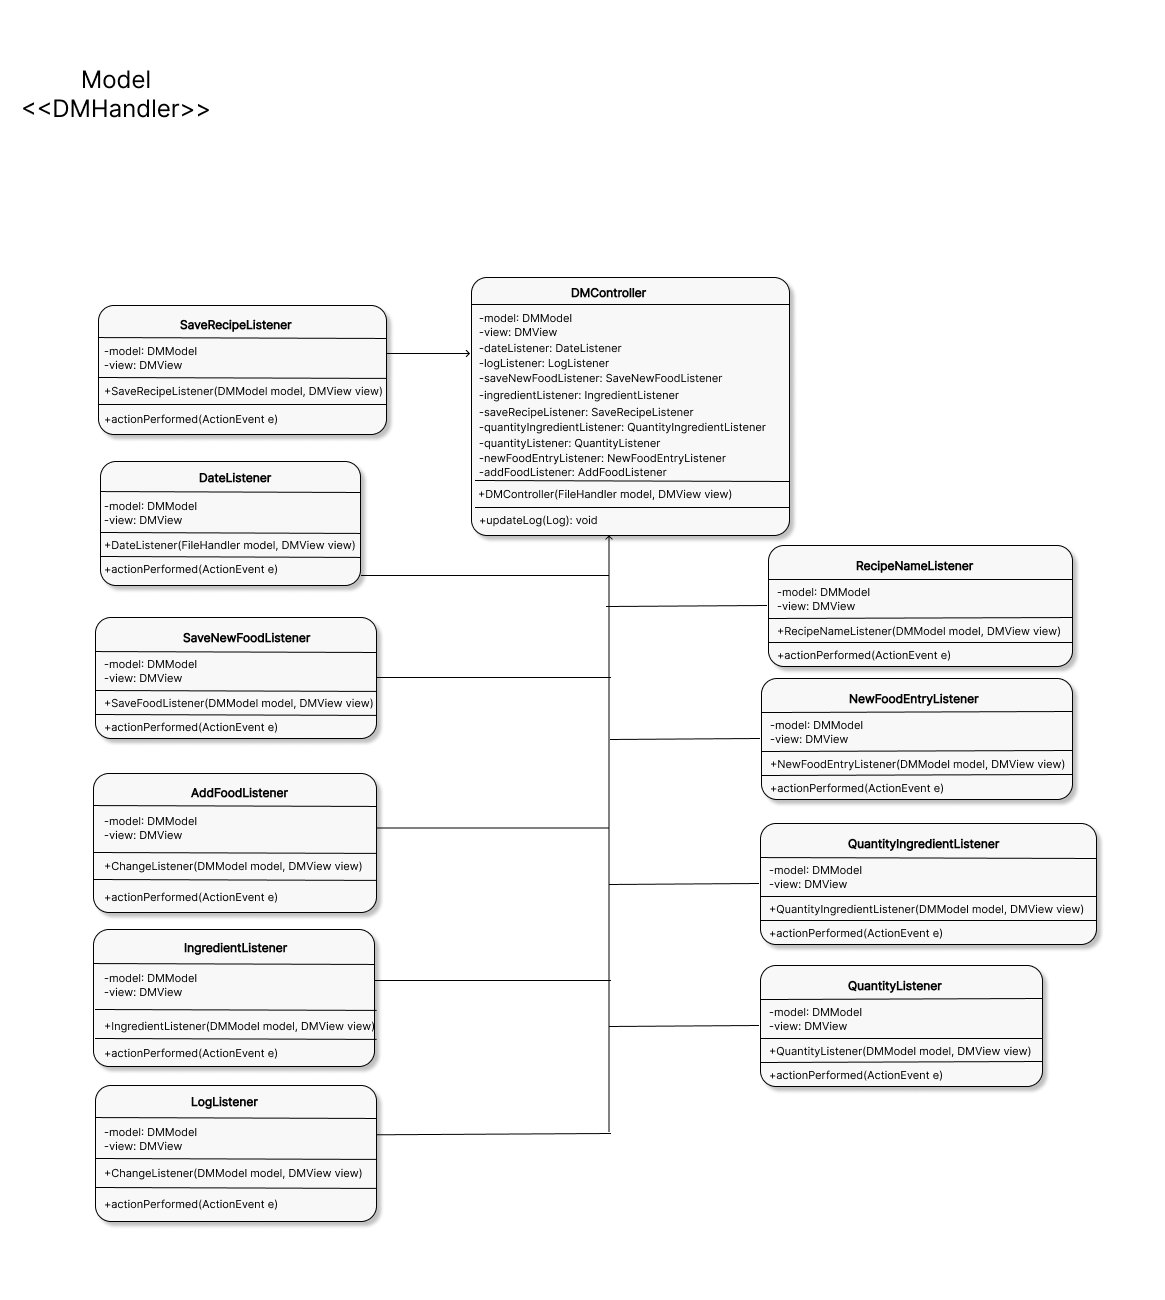 Model
<<DMHandler>>
SaveRecipeListener
-model: DMModel
-view: DMView
+SaveRecipeListener(DMModel model, DMView view)
+actionPerformed(ActionEvent e)
DMController
-model: DMModel
-view: DMView
-dateListener: DateListener
-logListener: LogListener
-saveNewFoodListener: SaveNewFoodListener
-ingredientListener: IngredientListener
-saveRecipeListener: SaveRecipeListener
-quantityIngredientListener: QuantityIngredientListener
-quantityListener: QuantityListener
-newFoodEntryListener: NewFoodEntryListener
-addFoodListener: AddFoodListener
+DMController(FileHandler model, DMView view)
+updateLog(Log): void
DateListener
-model: DMModel
-view: DMView
+DateListener(FileHandler model, DMView view)
+actionPerformed(ActionEvent e)
SaveNewFoodListener
-model: DMModel
-view: DMView
+SaveFoodListener(DMModel model, DMView view)
+actionPerformed(ActionEvent e)
AddFoodListener
-model: DMModel
-view: DMView
+ChangeListener(DMModel model, DMView view)
+actionPerformed(ActionEvent e)
IngredientListener
-model: DMModel
-view: DMView
+IngredientListener(DMModel model, DMView view)
+actionPerformed(ActionEvent e)
LogListener
-model: DMModel
-view: DMView
+ChangeListener(DMModel model, DMView view)
+actionPerformed(ActionEvent e)
RecipeNameListener
-model: DMModel
-view: DMView
+RecipeNameListener(DMModel model, DMView view)
+actionPerformed(ActionEvent e)
NewFoodEntryListener
-model: DMModel
-view: DMView
+NewFoodEntryListener(DMModel model, DMView view)
+actionPerformed(ActionEvent e)
QuantityIngredientListener
-model: DMModel
-view: DMView
+QuantityIngredientListener(DMModel model, DMView view)
+actionPerformed(ActionEvent e)
QuantityListener
-model: DMModel
-view: DMView
+QuantityListener(DMModel model, DMView view)
+actionPerformed(ActionEvent e)